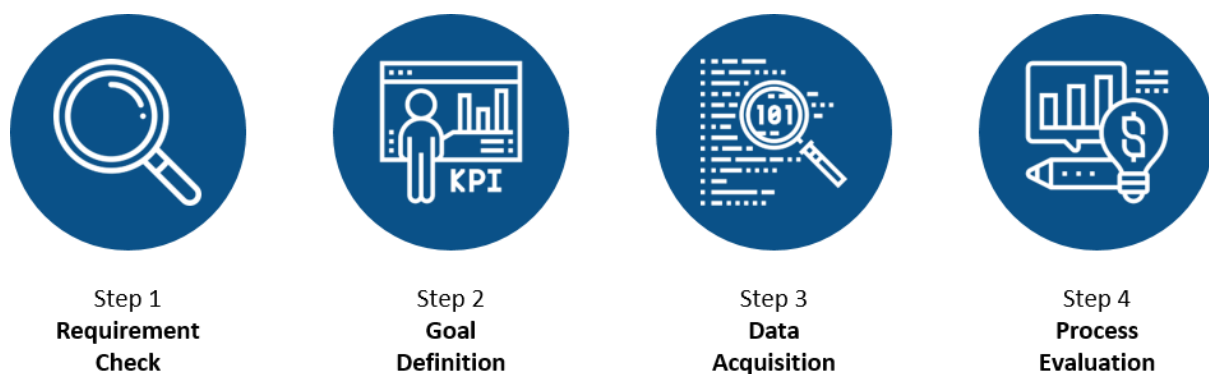 KPI
101
Step 1
Requirement
Check
Step 2
Goal
Definition
Step 3
Data
Acquisition
Step 4
Process
Evaluation